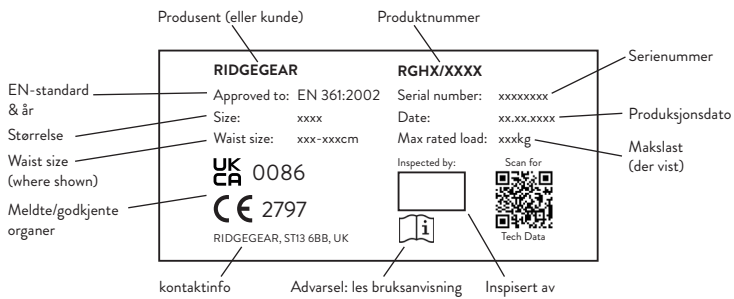 Produsent (eller kunde)
Produktnummer
Serienummer
EN-standard
& år
Størrelse
Waist size
(where shown)
Meldte/godkjente
organer
RIDGEGEAR
Approved to: EN 361:2002
Size: xxxx
Waist size: xxx-xxxcm
UK
CA 0086
CE 2797
RIDGEGEAR, ST13 6BB, UK
RGHX/XXXX
Serial number: xxxxxxxx
Date: xx.xx.xxxx
Max rated load: xxxkg
Inspected by:
i
Scan for
Tech Data
Produksjonsdato
Makslast
(der vist)
kontaktinfo
Advarsel: les bruksanvisning
Inspisert av